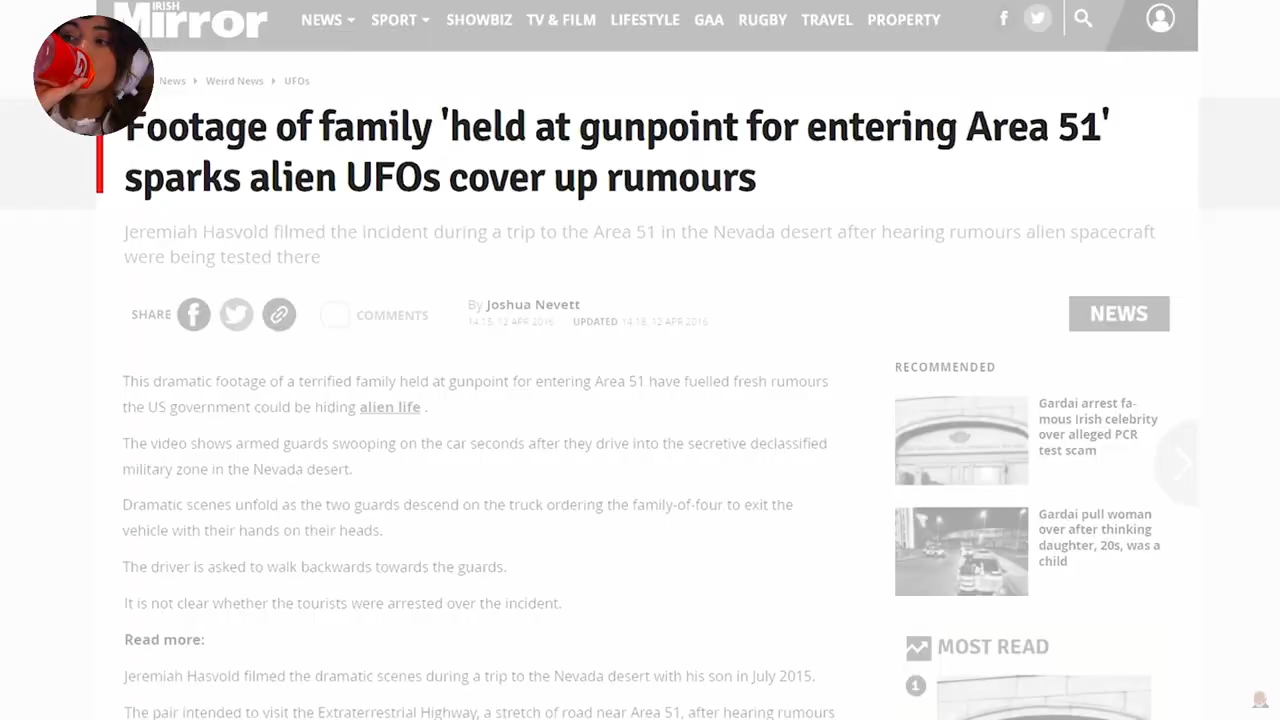 IRISH
Mirror
NEWS SPORT SHOWBIZ TV & FILM LIFESTYLE GAA RUGBY TRAVEL PROPERTY
News Weird News UFOs
Footage of family 'held at gunpoint for entering Area 51'
sparks alien UFOs cover up rumours
Jeremiah Hasvold filmed the incident during a trip to the Area 51 in the Nevada desert after hearing rumours alien spacecraft
were being tested there
SHARE COMMENTS
By Joshua Nevett
14:15, 12 APR 2016 UPDATED 14:18, 12 APR 2016
NEWS
This dramatic footage of a terrified family held at gunpoint for entering Area 51 have fuelled fresh rumours
the US government could be hiding alien life .
The video shows armed guards swooping on the car seconds after they drive into the secretive declassified
military zone in the Nevada desert.
Dramatic scenes unfold as the two guards descend on the truck ordering the family-of-four to exit the
vehicle with their hands on their heads.
The driver is asked to walk backwards towards the guards.
It is not clear whether the tourists were arrested over the incident.
Read more:
Jeremiah Hasvold filmed the dramatic scenes during a trip to the Nevada desert with his son in July 2015.
The pair intended to visit the Extraterrestrial Highway, a stretch of road near Area 51, after hearing rumours
RECOMMENDED
Gardai arrest fa-
mous Irish celebrity
over alleged PCR
test scam
Gardai pull woman
over after thinking
daughter, 20s, was a
child
MOST READ
1